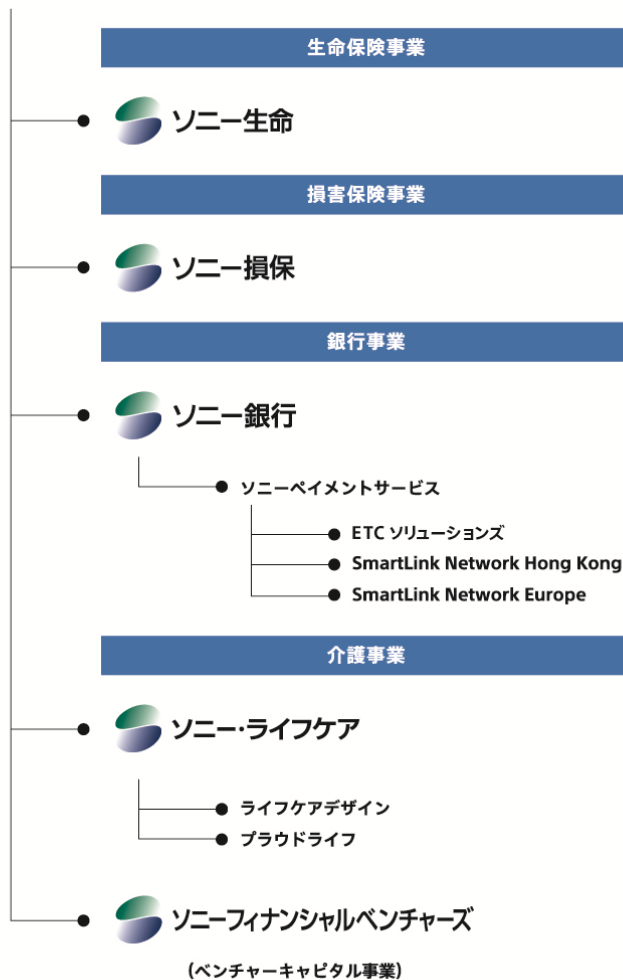 生命保険事業
ソニー生命
損害保険事業
ソニー損保
銀行事業
ソニー銀行
ソニーペイメントサービス
ETC ソリューションズ
SmartLink Network Hong Kong
SmartLink Network Europe
介護事業
ソニー・ライフケア
ライフケアデザイン
プラウドライフ
ソニーフィナンシャルベンチャーズ
(ベンチャーキャピタル事業)